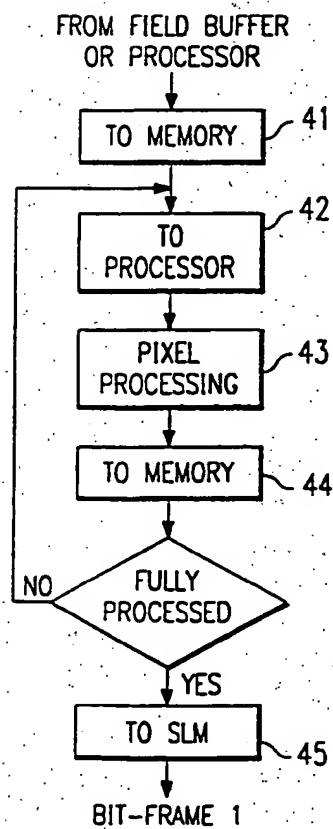 FROM FIELD BUFFER
OR PROCESSOR
TO MEMORY
41
TO
PROCESSOR
42
PIXEL
PROCESSING
43
TO MEMORY
44
FULLY
PROCESSED
NO
YES
TO SLM
45
BIT-FRAME 1